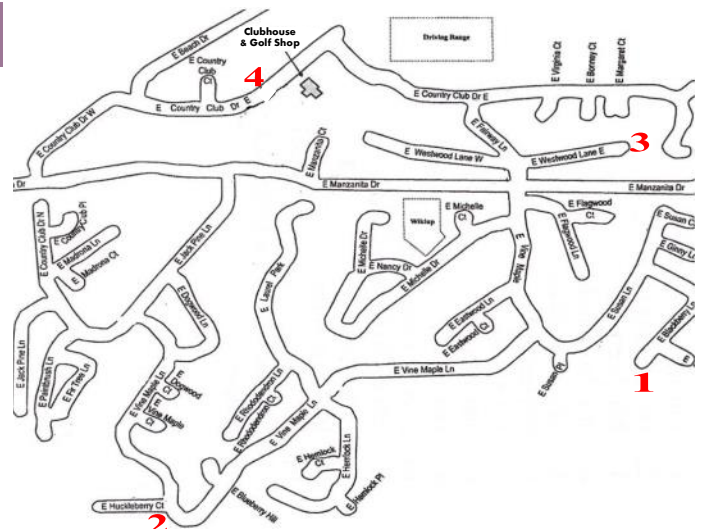 Clubhouse
& Golf Shop
Driving Range
E Beach Dr
E Country
Club
Ct
4
E Country Club Dr E
E Country Club Dr E
E Virginia Ct
E Bonney Ct
E Margaret Ct
E Country Club Dr W
E Fairway Ln
E Manzanita Ct
E Westwood Lane W
E Westwood Lane E
3
Dr
E Manzanita Dr
E Manzanita Dr
E Country Club Dr N
E Country Club Pl
E Madrona Ln
E Madrona Ct
E Jack Pine Ln
E Michelle
Ct
Wikiup
E Flagwood
Ct
E Flagwood Ln
E Susan Ct
E Ginny Ln
E Michelle Dr
E Nancy Dr
E Michelle Dr
E Vine Maple
E Laurel Park
E Dogwood Ln
E Susan Ln
E Blackberry Ln
E Eastwood Ln
E Eastwood Ct
E
1
E Jack Pine Ln
E Paintbrush Ln
E Fir Tree Ln
E Vine Maple Ln
E
Dogwood
Ct
E
Vine Maple
Ct
E Vine Maple Ln
E Susan Pl
E Rhododendron Ln
E Rhododendron Ct
E Vine Maple Ln
E Hemlock
Ct
E Hemlock Ln
E Hemlock Pl
E Huckleberry Ct
2
E Blueberry Hill